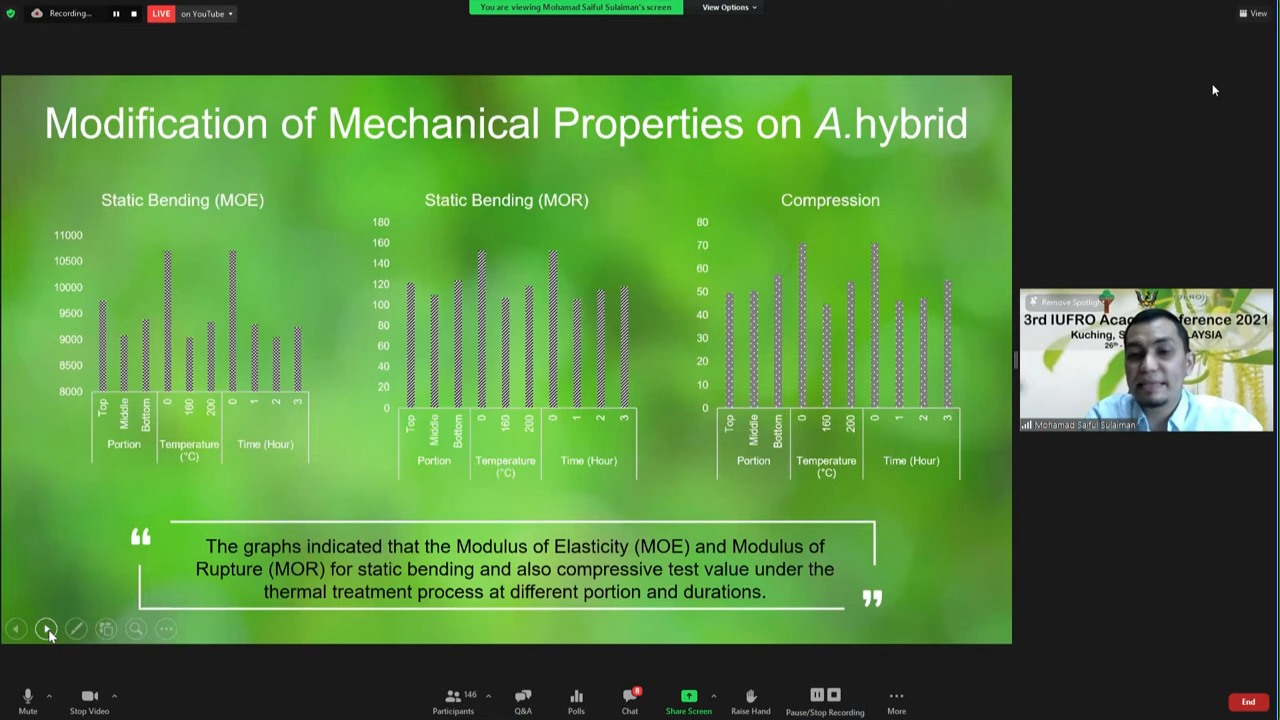 Recording...
LIVE on YouTube
You are viewing Mohamad Saiful Sulaiman's screen
View Options
View
Modification of Mechanical Properties on A.hybrid
Static Bending (MOE)
11000
10500
10000
9500
9000
8500
8000
Top Middle Bottom 0 160 200 0 1 2 3
Portion Temperature (°C) Time (Hour)
Static Bending (MOR)
180
160
140
120
100
80
60
40
20
0
Top Middle Bottom 0 160 200 0 1 2 3
Portion Temperature (°C) Time (Hour)
Compression
80
70
60
50
40
30
20
10
0
Top Middle Bottom 0 160 200 0 1 2 3
Portion Temperature (°C) Time (Hour)
“
The graphs indicated that the Modulus of Elasticity (MOE) and Modulus of
Rupture (MOR) for static bending and also compressive test value under the
thermal treatment process at different portion and durations.
”
Remove Spotlight
3rd IUFRO Aca ference 2021
Kuching, S LAYSIA
26th
Mohamad Saiful Sulaiman
Mute
Stop Video
146
Participants
Q&A
Polls
8
Chat
Share Screen
Raise Hand
Pause/Stop Recording
More
End